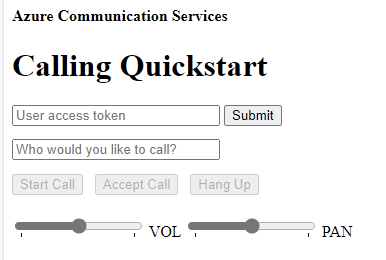 Azure Communication Services
Calling Quickstart
User access token Submit
Who would you like to call?
Start Call Accept Call Hang Up
VOL PAN